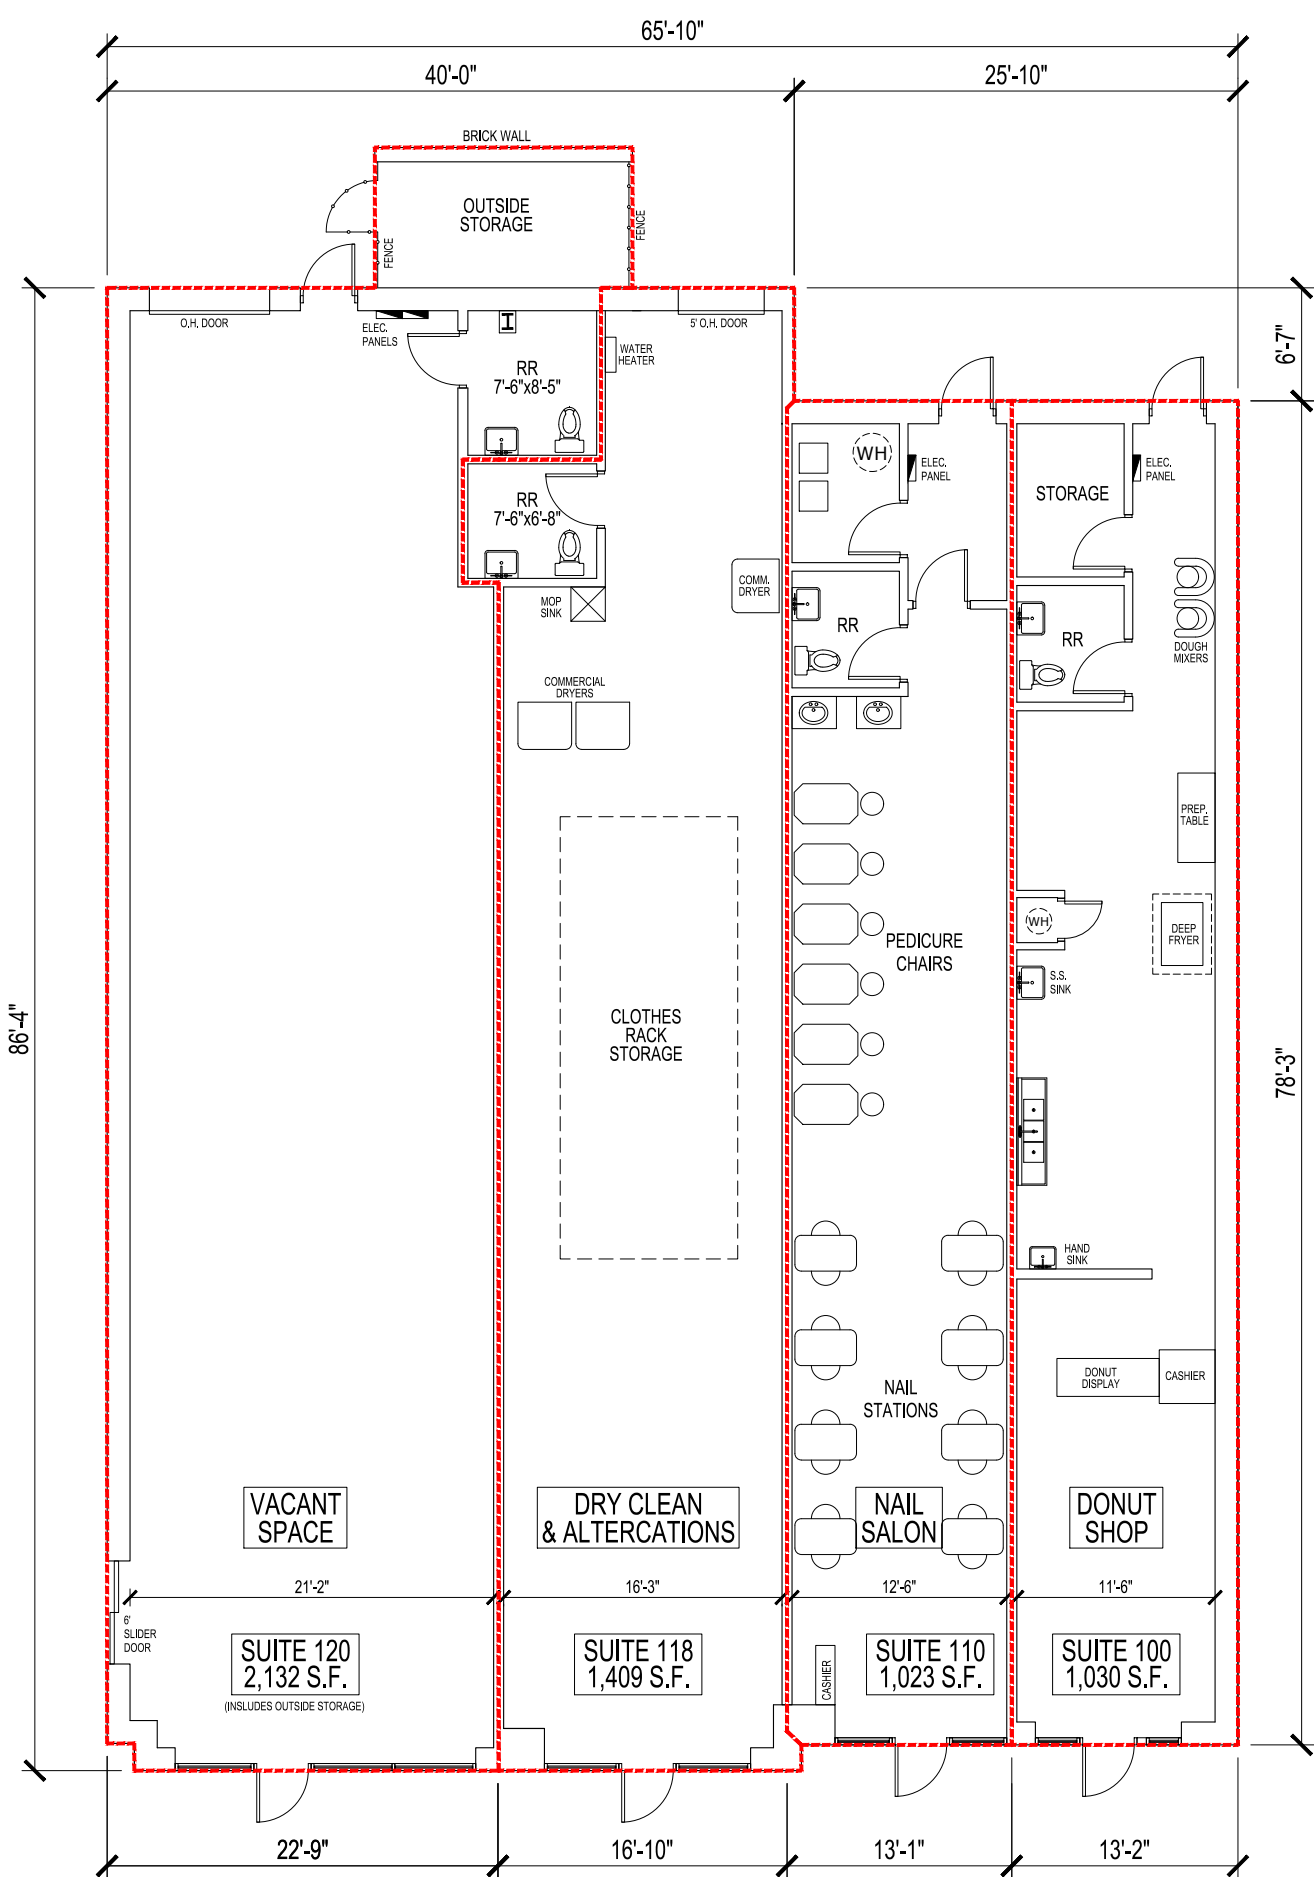 65'-10"
40'-0"
25'-10"
BRICK WALL
OUTSIDE
STORAGE
FENCE
FENCE
O.H. DOOR
ELEC.
PANELS
5' O.H. DOOR
WATER
HEATER
RR
7'-6"x8'-5"
6'-7"
RR
7'-6"x6'-8"
WH
ELEC.
PANEL
STORAGE
ELEC.
PANEL
MOP
SINK
COMM.
DRYER
RR
RR
DOUGH
MIXERS
COMMERCIAL
DRYERS
PREP.
TABLE
WH
DEEP
FRYER
PEDICURE
CHAIRS
S.S.
SINK
CLOTHES
RACK
STORAGE
86'-4"
78'-3"
HAND
SINK
DONUT
DISPLAY
CASHIER
NAIL
STATIONS
VACANT
SPACE
DRY CLEAN
& ALTERCATIONS
NAIL
SALON
DONUT
SHOP
21'-2"
16'-3"
12'-6"
11'-6"
6'
SLIDER
DOOR
SUITE 120
2,132 S.F.
(INSLUDES OUTSIDE STORAGE)
SUITE 118
1,409 S.F.
CASHIER
SUITE 110
1,023 S.F.
SUITE 100
1,030 S.F.
22'-9"
16'-10"
13'-1"
13'-2"